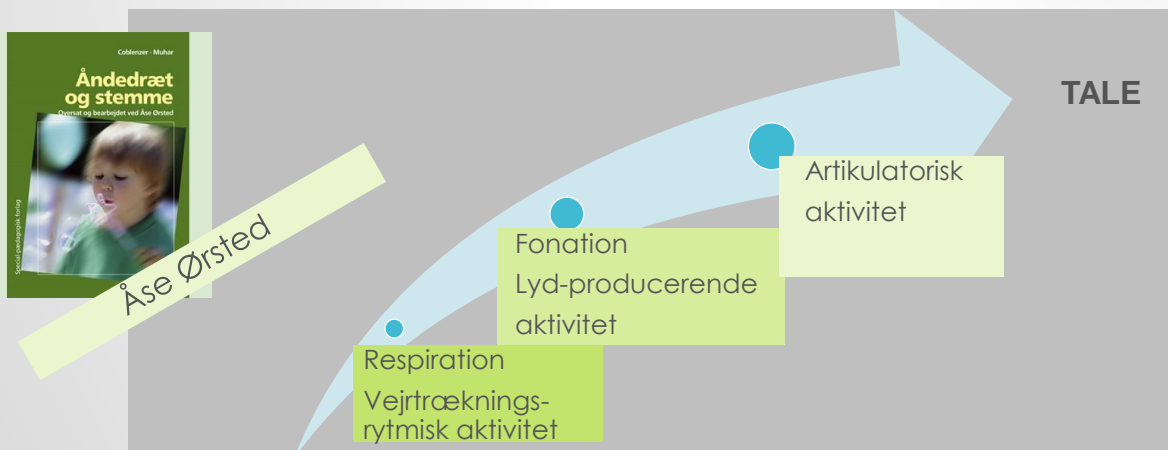 Coblenzer · Muhar
Åndedræt
og stemme
Oversat og bearbejdet ved Åse Ørsted
Special-pædagogisk forlag
Åse Ørsted
TALE
Artikulatorisk
aktivitet
Fonation
Lyd-producerende
aktivitet
Respiration
Vejrtræknings-
rytmisk aktivitet